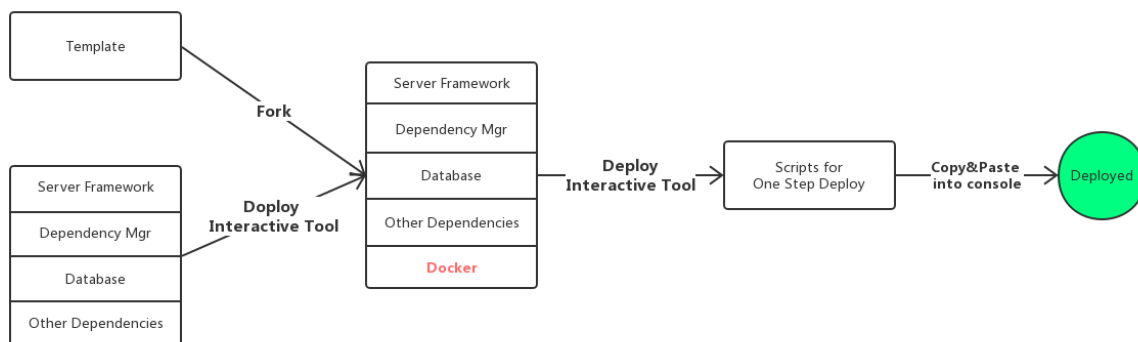 Template
Fork
Server Framework
Dependency Mgr
Database
Other Dependencies
Doploy
Interactive Tool
Server Framework
Dependency Mgr
Database
Other Dependencies
Docker
Deploy
Interactive Tool
Scripts for
One Step Deploy
Copy&Paste
into console
Deployed